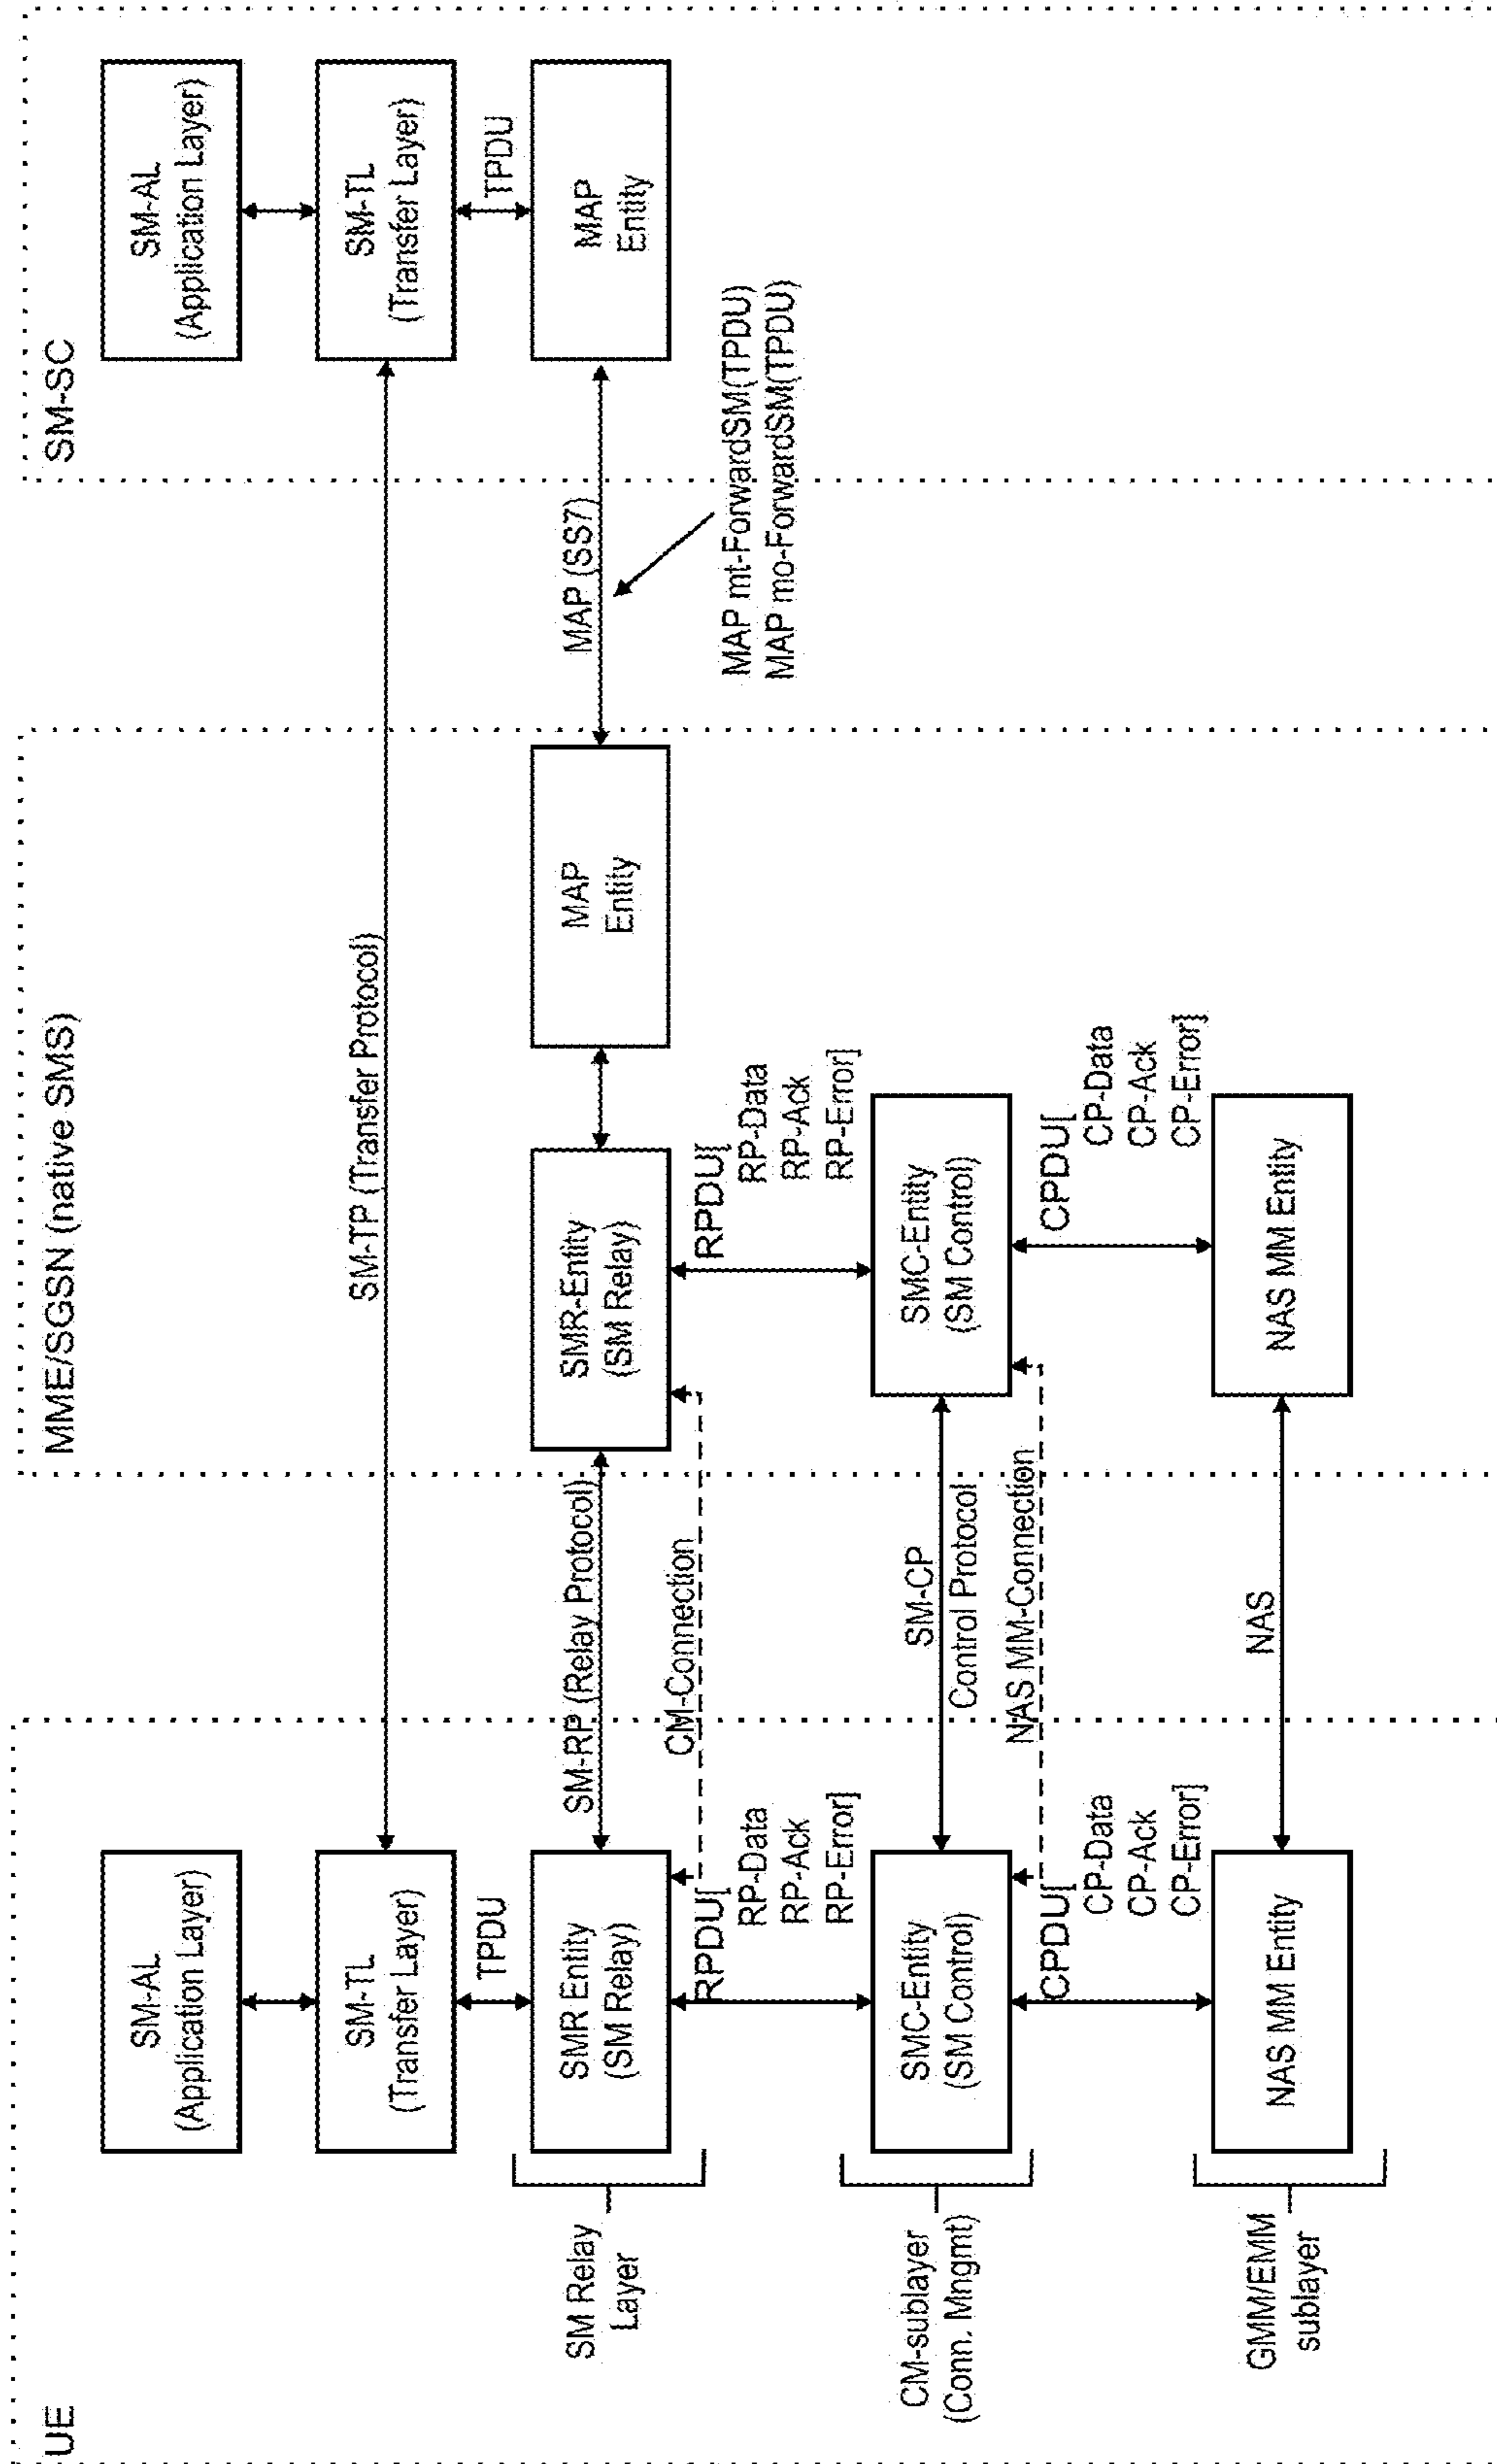 UE
SM-AL
(Application Layer)
SM-TL
(Transfer Layer)
TPDU
SM Relay
Layer
SMR Entity
(SM Relay)
RPDU[
RP-Data
RP-Ack
RP-Error]
CM-sublayer
(Conn. Mngmt)
SMC-Entity
(SM Control)
CPDU[
CP-Data
CP-Ack
CP-Error]
GMM/EMM
sublayer
NAS MM Entity
SM-TP (Transfer Protocol)
SM-RP (Relay Protocol)
CM-Connection
SM-CP
Control Protocol
NAS MM-Connection
NAS
MME/SGSN (native SMS)
SMR-Entity
(SM Relay)
MAP
Entity
RPDU[
RP-Data
RP-Ack
RP-Error]
SMC-Entity
(SM Control)
CPDU[
CP-Data
CP-Ack
CP-Error]
NAS MM Entity
MAP (SS7)
MAP mt-ForwardSM(TPDU)
MAP mo-ForwardSM(TPDU)
SM-SC
SM-AL
(Application Layer)
SM-TL
(Transfer Layer)
TPDU
MAP
Entity